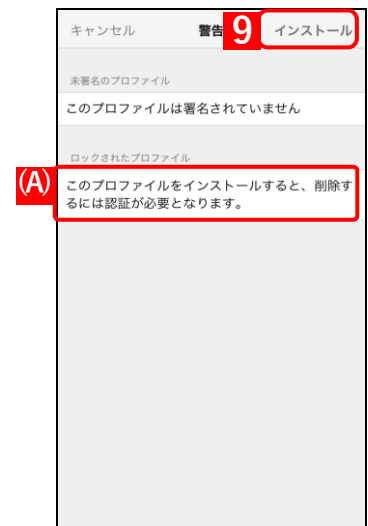 キャンセル 警告 9 インストール
未署名のプロファイル
このプロファイルは署名されていません
ロックされたプロファイル
(A)
このプロファイルをインストールすると、削除す
るには認証が必要となります。